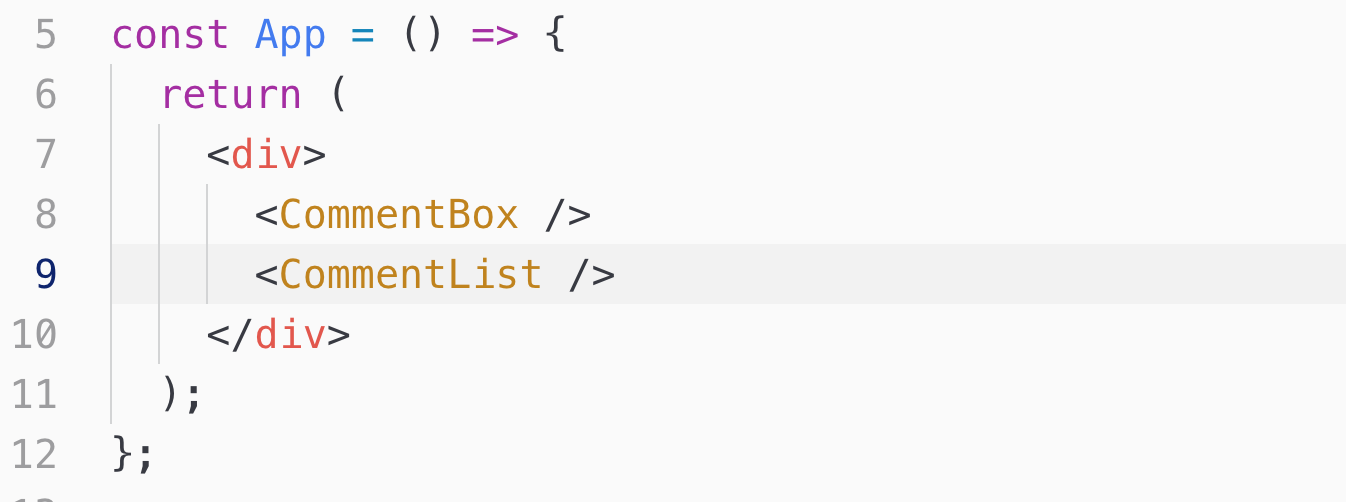 5 const App = () => {
6 return (
7 <div>
8 <CommentBox />
9 <CommentList />
10 </div>
11 );
12 };